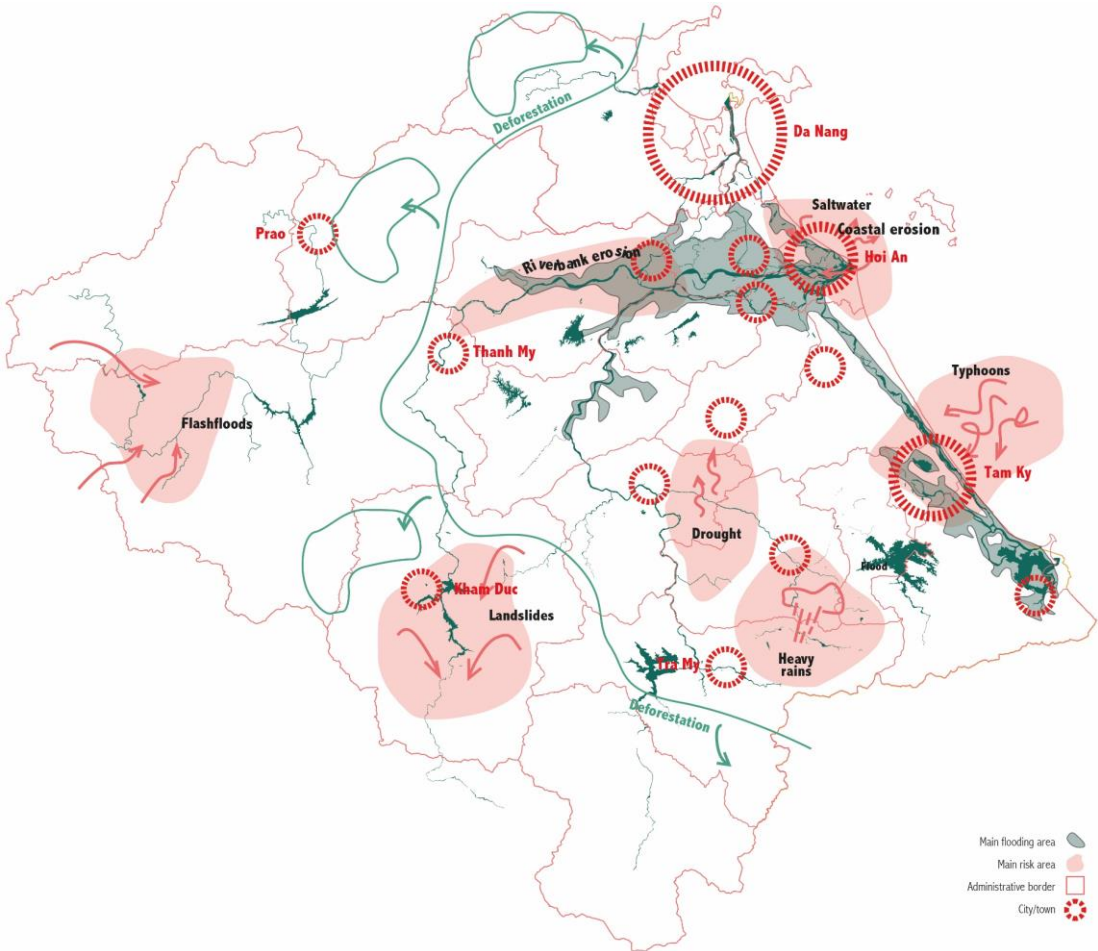 Deforestation
Da Nang
Prao
Saltwater
Coastal erosion
Hoi An
Riverbank erosion
Thanh My
Typhoons
Flashfloods
Tam Ky
Drought
Flood
Kham Duc
Landslides
Heavy
rains
Tra My
Deforestation
Main flooding area
Main risk area
Administrative border
City/town